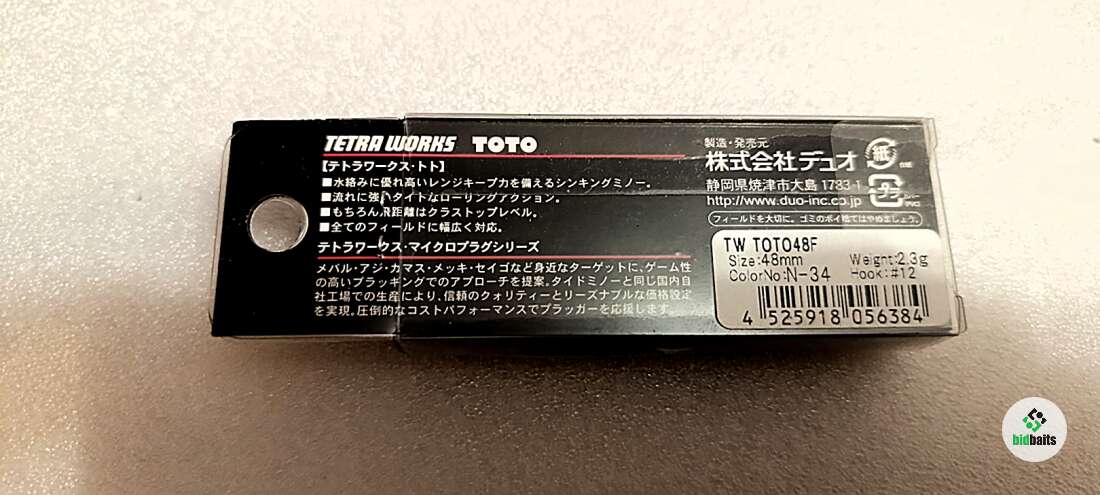 TETRA WORKS TOTO
【テトラワークス・トト】
■水絡みに優れ高いレンジキープ力を備えるシンキングミノー。
■流れに強いタイトなローリングアクション。
■もちろん飛距離はクラストップレベル。
■全てのフィールドに幅広く対応。
テトラワークス・マイクロプラグシリーズ
メバル・アジ・カマス・メッキ・セイゴなど身近なターゲットに、ゲーム性
の高いプラッキングでのアプローチを提案。タイドミノーと同じ国内自
社工場での生産により、信頼のクォリティーとリーズナブルな価格設定
を実現。圧倒的なコストパフォーマンスでプラッガーを応援します。
製造・発売元
株式会社デュオ
静岡県焼津市大島 1783-1
http://www.duo-inc.co.jp
フィールドを大切に。ゴミのポイ捨てはやめましょう。
紙
プラ
TW TOTO48F
Size:48mm Weight:2.3g
ColorNo:N-34 Hook:#12
4 525918 056384
bidbaits